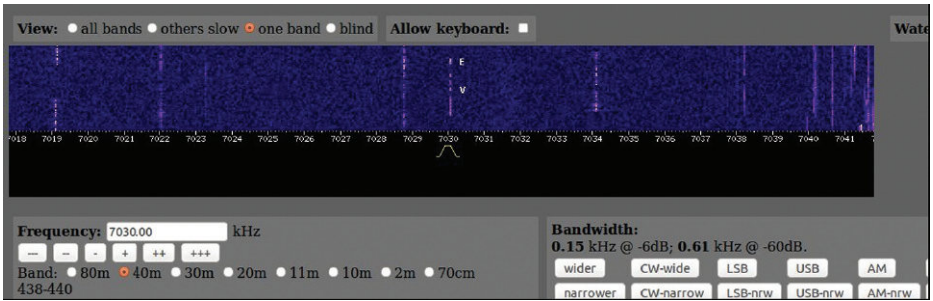 View: all bands others slow one band blind Allow keyboard: Wate
E
V
7018 7019 7020 7021 7022 7023 7024 7025 7026 7027 7028 7029 7030 7031 7032 7033 7034 7035 7036 7037 7038 7039 7040 7041
Frequency: 7030.00 kHz
--- -- - + ++ +++
Band: 80m 40m 30m 20m 11m 10m 2m 70cm
438-440
Bandwidth:
0.15 kHz @ -6dB; 0.61 kHz @ -60dB.
wider CW-wide LSB USB AM
narrower CW-narrow LSB-nrw USB-nrw AM-nrw